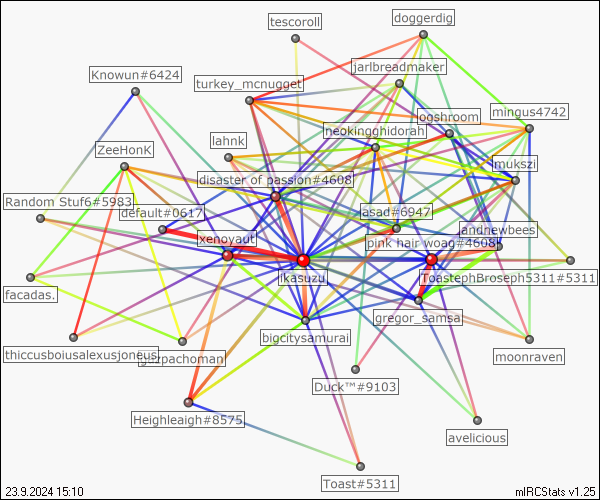 tescoroll
doggerdig
jarlbreadmaker
Knowun#6424
turkey_mcnugget
ogshroom
mingus4742
neokingghidorah
lahnk
ZeeHonK
mukszi
disaster of passion#4608
Random Stuf6#5983
default#0617
asad#6947
andrewbees
xenoyaut
pink hair woag#4608
ikasuzu
ToastephBroseph5311#5311
facadas.
gregor_samsa
bigcitysamurai
thiccusboiusalexusjoneus
gazpachoman
moonraven
Duck™#9103
Heighleaigh#8575
avelicious
Toast#5311
23.9.2024 15:10
mIRCStats v1.25